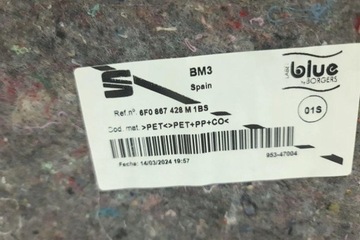 BM3
Spain
LABEL
blue
by BORGERS
Ref.nº 6F0 867 428 M 1BS
01S
Cod. mat. >PET<>PET+PP+CO<
Fecha: 14/03/2024 19:57
953-47004